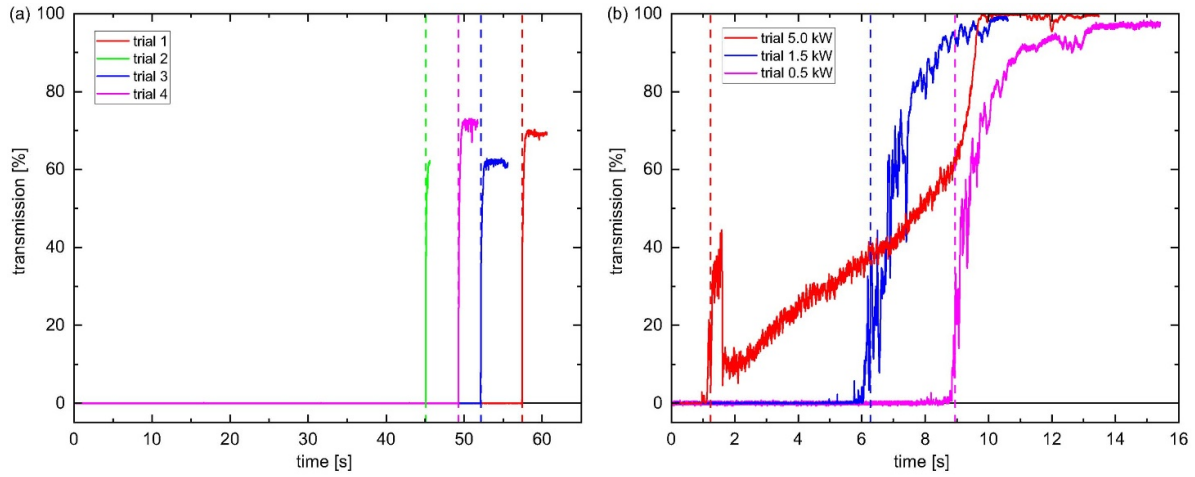 (a)
trial 1
trial 2
trial 3
trial 4
transmission [%]
100
80
60
40
20
0
0 10 20 30 40 50 60
time [s]
(b)
trial 5.0 kW
trial 1.5 kW
trial 0.5 kW
transmission [%]
100
80
60
40
20
0
0 2 4 6 8 10 12 14 16
time [s]